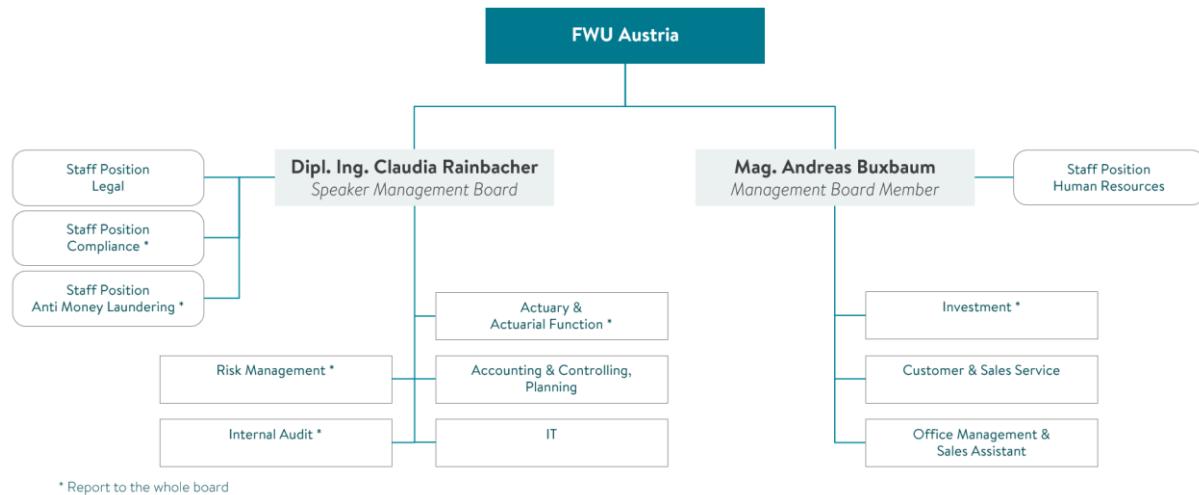 FWU Austria
Dipl. Ing. Claudia Rainbacher
Speaker Management Board
Mag. Andreas Buxbaum
Management Board Member
Staff Position
Legal
Staff Position
Compliance *
Staff Position
Anti Money Laundering *
Staff Position
Human Resources
Actuary &
Actuarial Function *
Risk Management *
Accounting & Controlling,
Planning
Internal Audit *
IT
Investment *
Customer & Sales Service
Office Management &
Sales Assistant
* Report to the whole board